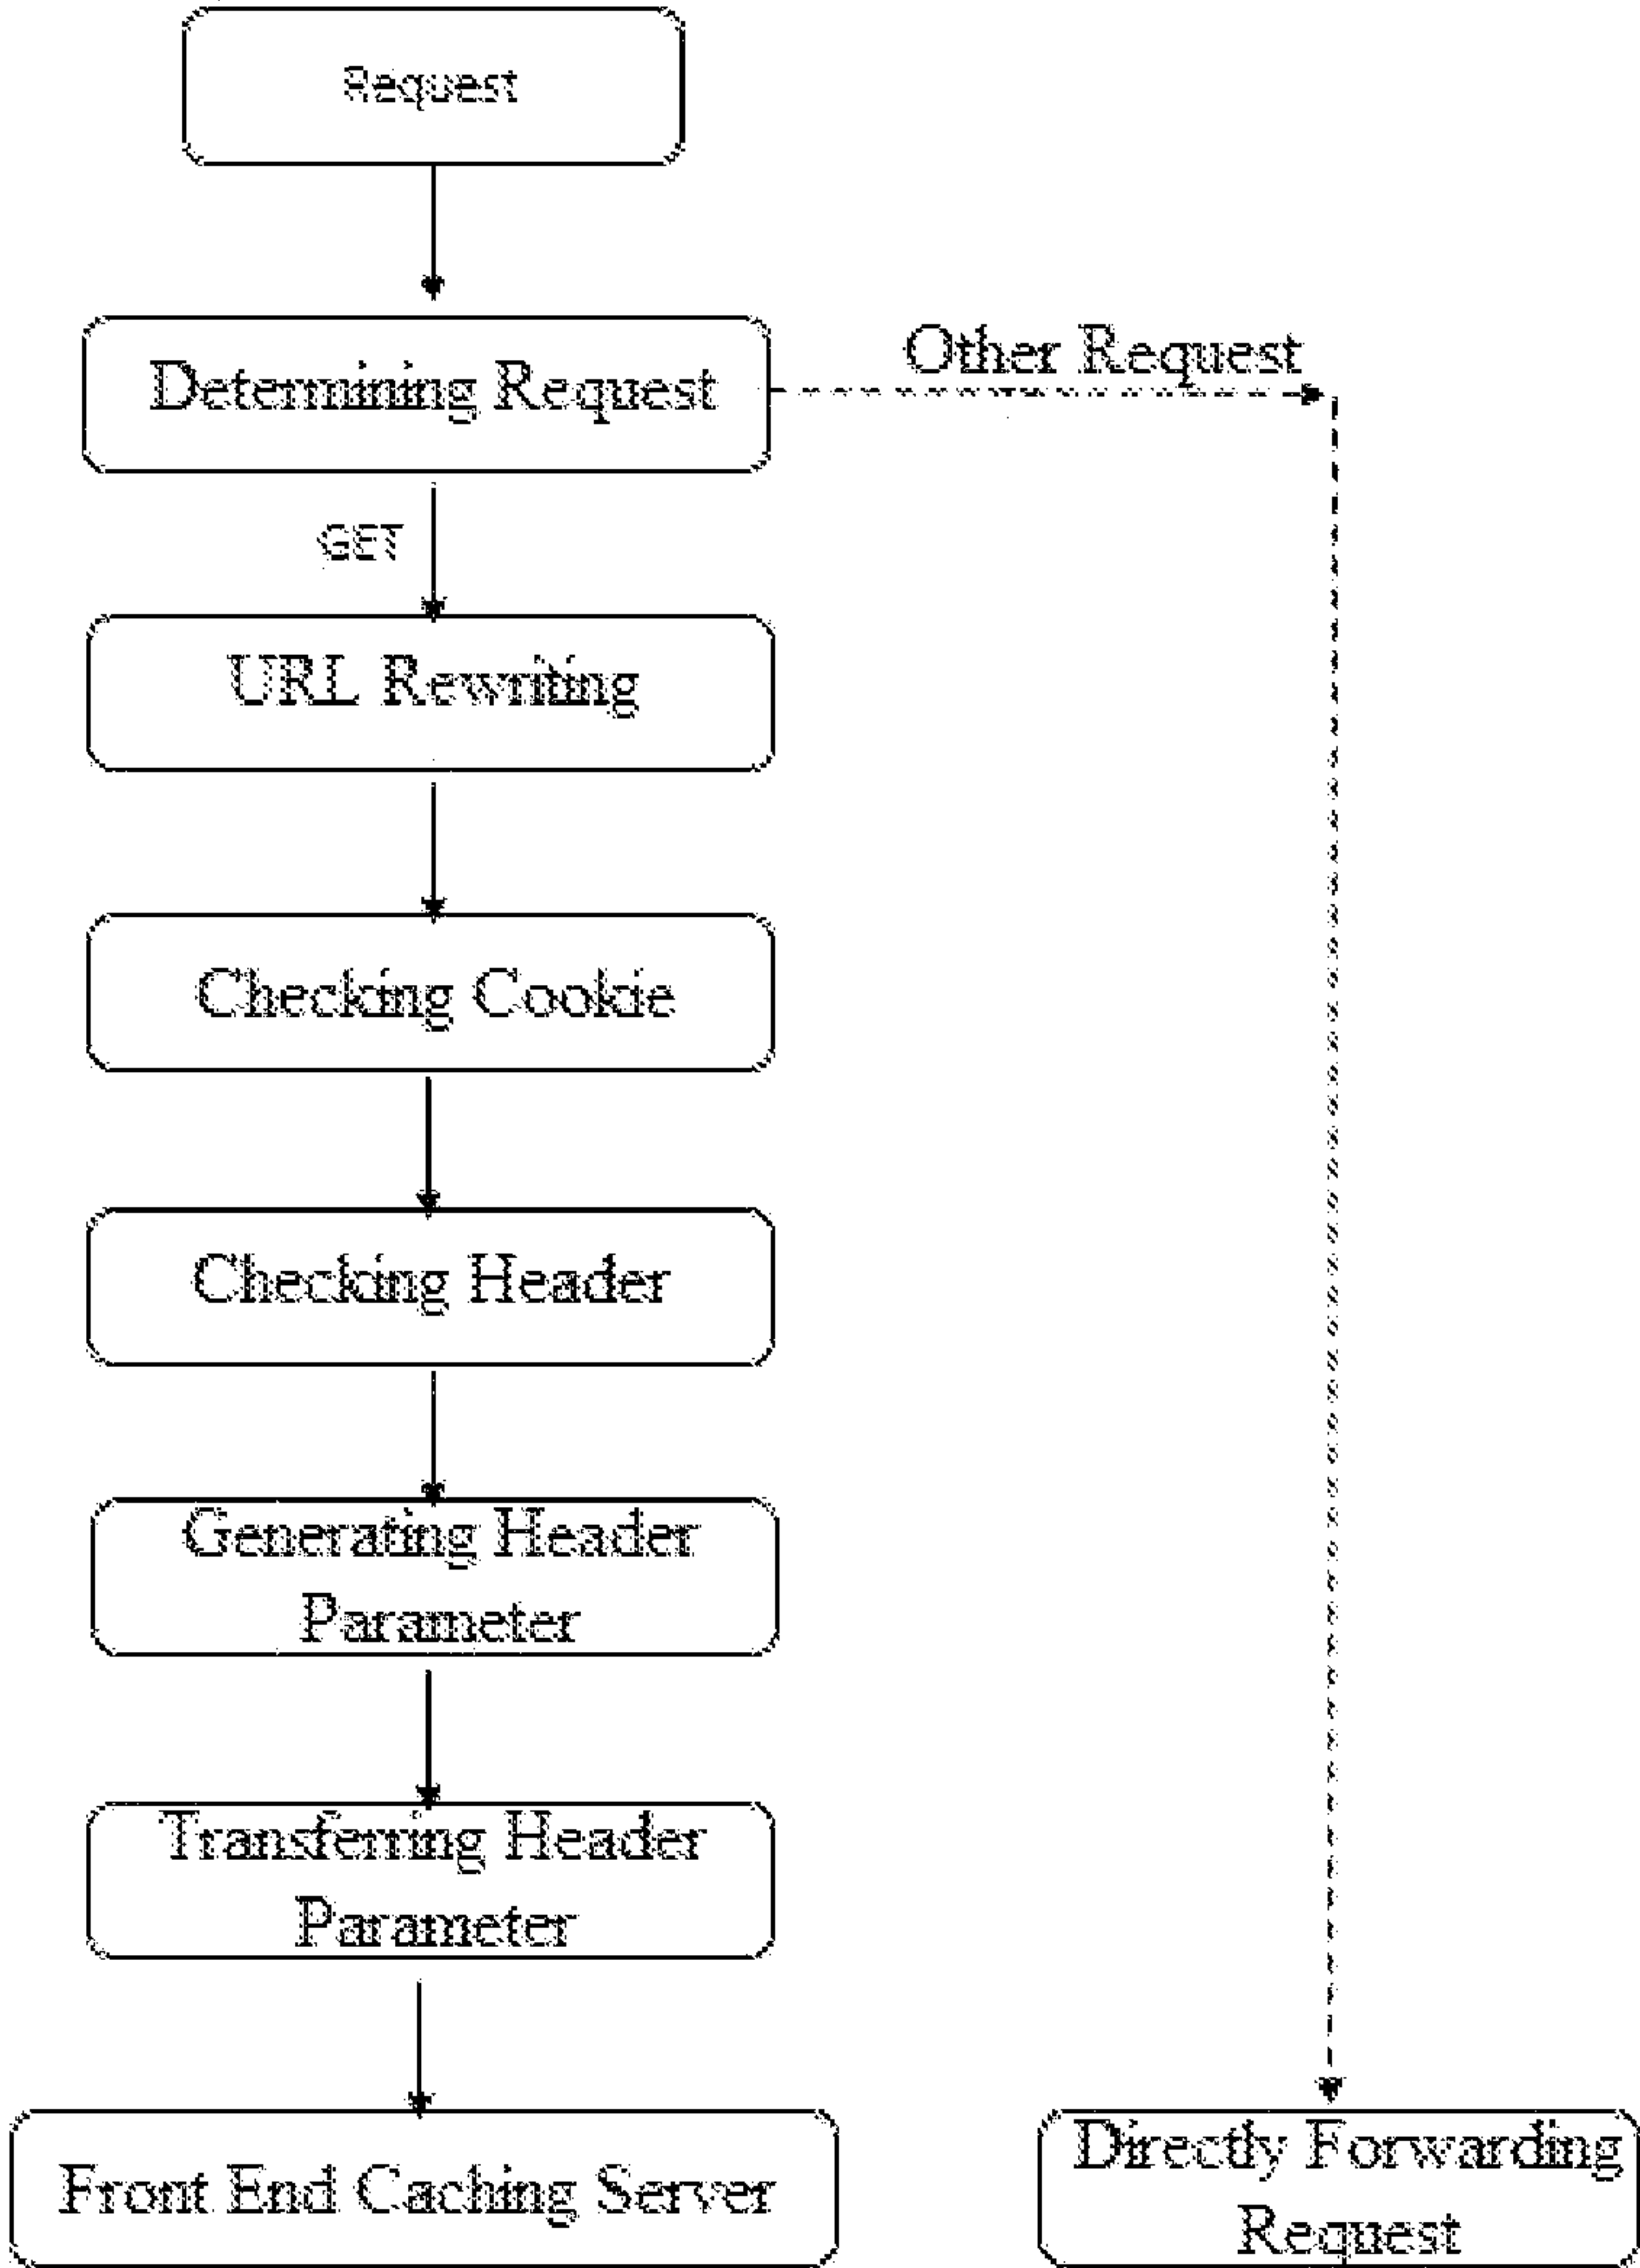 Request
Determining Request
Other Request
GET
URL Rewriting
Checking Cookie
Checking Header
Generating Header
Parameter
Transferring Header
Parameter
Front End Caching Server
Directly Forwarding
Request